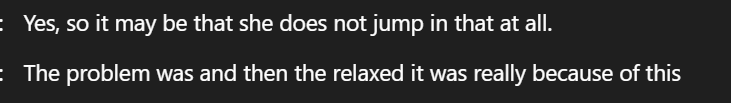 : Yes, so it may be that she does not jump in that at all.
: The problem was and then the relaxed it was really because of this